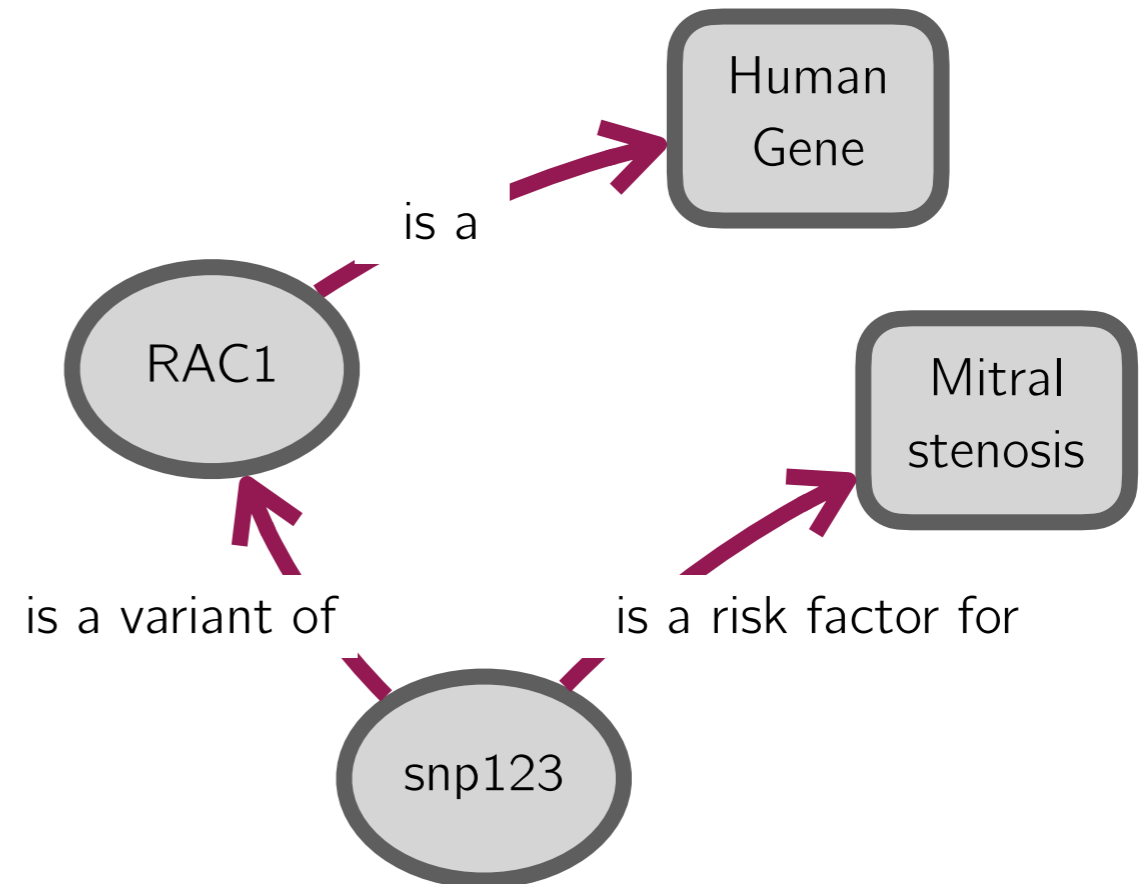 Human
Gene
is a
RAC1
Mitral
stenosis
is a variant of
is a risk factor for
snp123